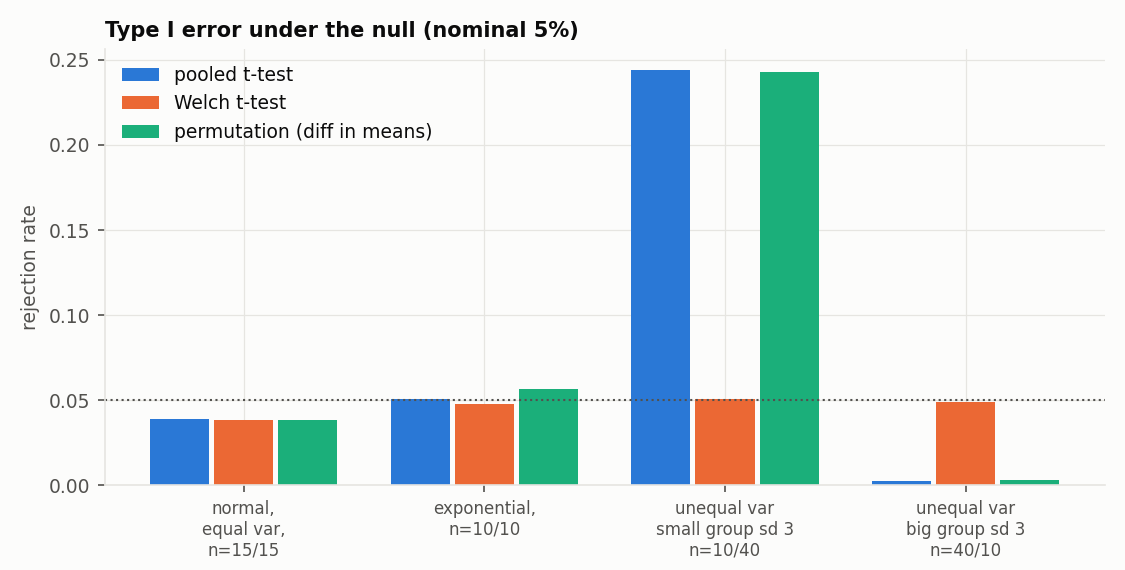 Type I error under the null (nominal 5%)
pooled t-test
Welch t-test
permutation (diff in means)
rejection rate
0.25
0.20
0.15
0.10
0.05
0.00
normal,
equal var,
n=15/15
exponential,
n=10/10
unequal var
small group sd 3
n=10/40
unequal var
big group sd 3
n=40/10